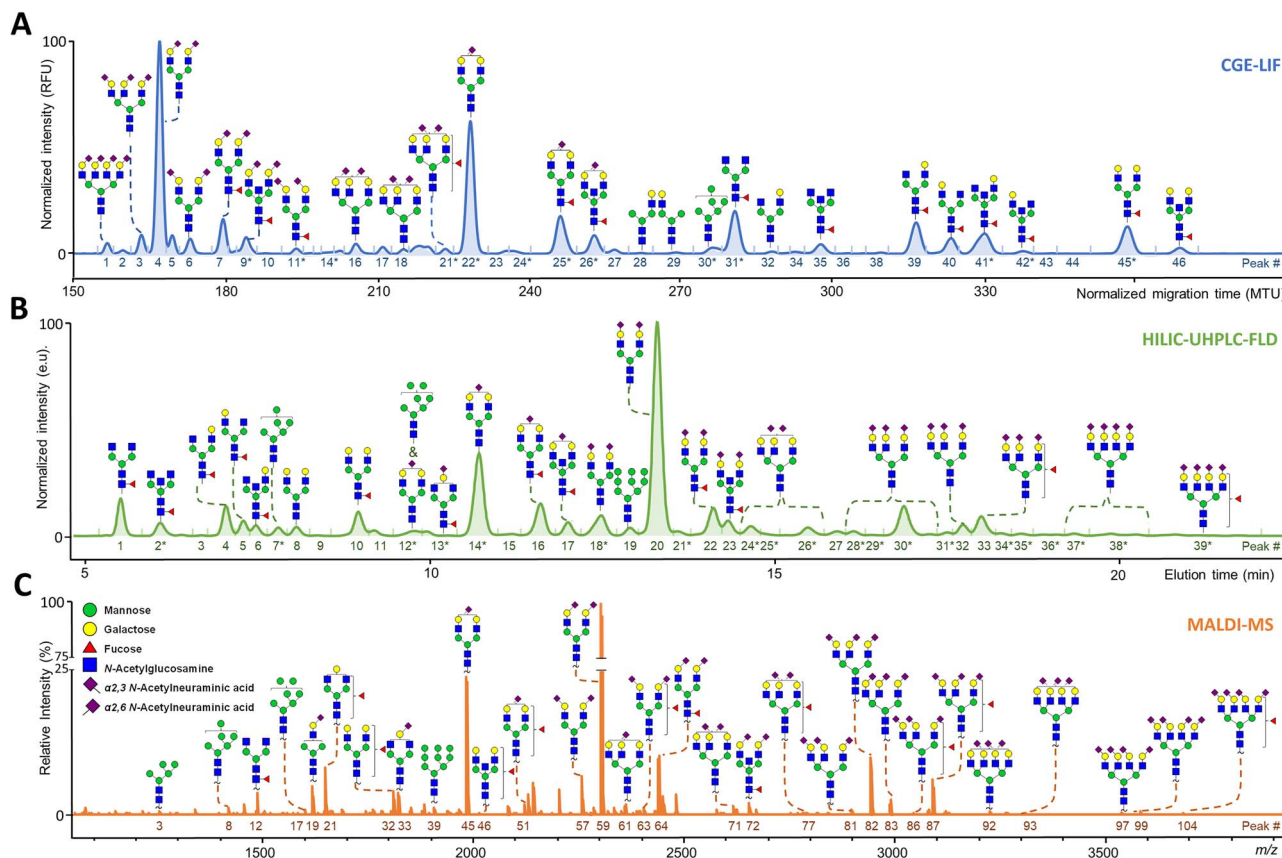 A
100
CGE-LIF
Normalized intensity (RFU)
0
1 2 3 4 5 6 7 9* 10 11* 14* 16 17 18 21* 22* 23 24* 25* 26* 27 28 29 30* 31* 32 34 35 36 38 39 40 41* 42* 43 44 45* 46 Peak #
150 180 210 240 270 300 330 Normalized migration time (MTU)
B
100
HILIC-UHPLC-FLD
Normalized intensity (e.u.)
&
0
1 2* 3 4 5 6 7* 8 9 10 11 12* 13* 14* 15 16 17 18* 19 20 21* 22 23 24* 25* 26* 27 28* 29* 30* 31* 32 33 34* 35* 36* 37* 38* 39* Peak #
5 10 15 20 Elution time (min)
C
100
MALDI-MS
Relative Intensity (%)
75
25
Mannose
Galactose
Fucose
N-Acetylglucosamine
α2,3 N-Acetylneuraminic acid
α2,6 N-Acetylneuraminic acid
0
3 8 12 17 19 21 32 33 39 45 46 51 57 59 61 63 64 71 72 77 81 82 83 86 87 92 93 97 99 104 Peak #
1500 2000 2500 3000 3500 m/z